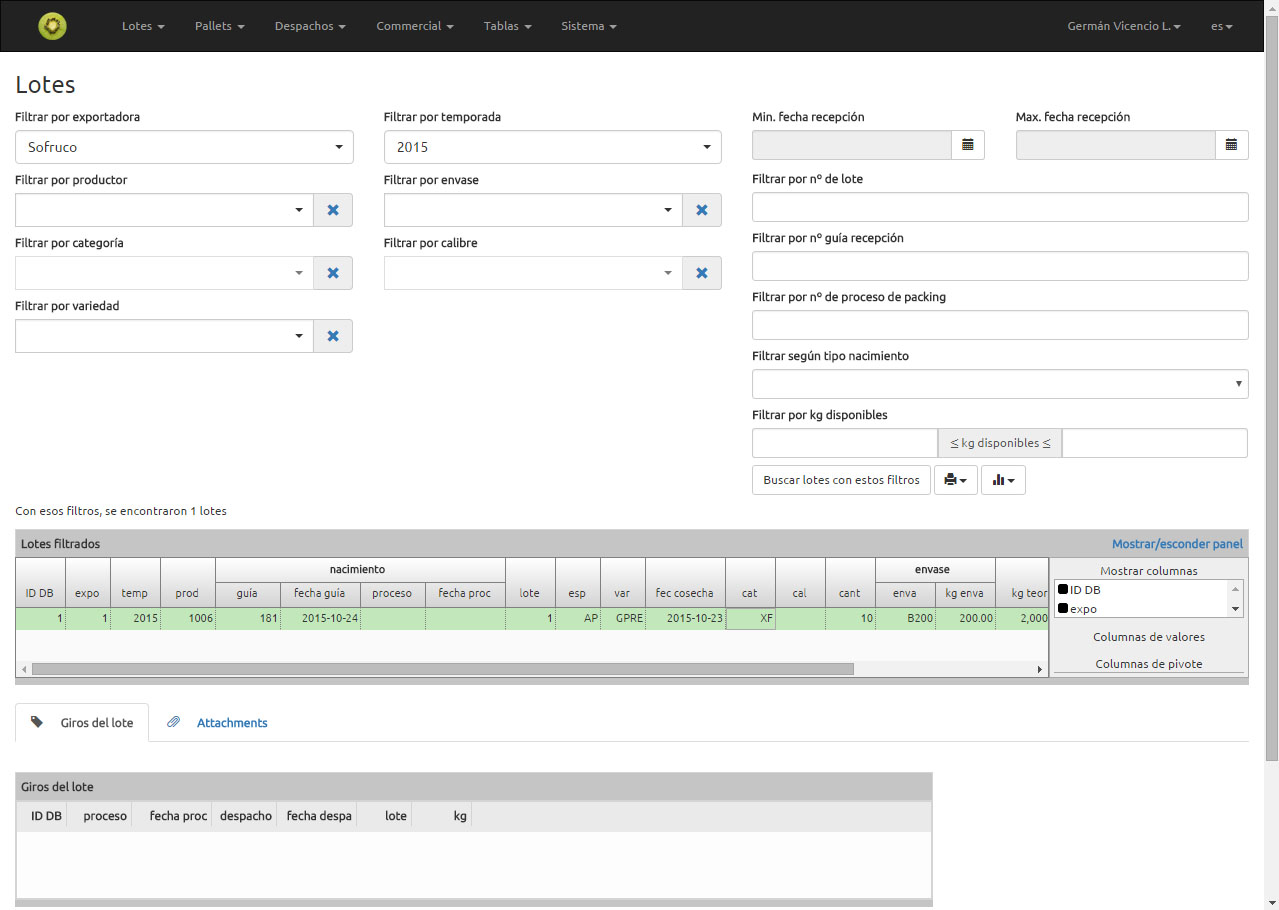 Lotes Pallets Despachos Commercial Tablas Sistema Germán Vicencio L. es
Lotes
Filtrar por exportadora Filtrar por temporada Min. fecha recepción Max. fecha recepción
Sofruco 2015
Filtrar por productor Filtrar por envase Filtrar por nº de lote
Filtrar por categoría Filtrar por calibre Filtrar por nº guía recepción
Filtrar por variedad Filtrar por nº de proceso de packing
Filtrar según tipo nacimiento
Filtrar por kg disponibles
≤ kg disponibles ≤
Buscar lotes con estos filtros
Con esos filtros, se encontraron 1 lotes
Lotes filtrados Mostrar/esconder panel
nacimiento envase Mostrar columnas
ID DB expo temp prod guía fecha guía proceso fecha proc lote esp var fec cosecha cat cal cant enva kg enva kg teor ID DB
1 1 2015 1006 181 2015-10-24 1 AP GPRE 2015-10-23 XF 10 B200 200.00 2,000 expo
Columnas de valores
Columnas de pivote
Giros del lote Attachments
Giros del lote
ID DB proceso fecha proc despacho fecha despa lote kg